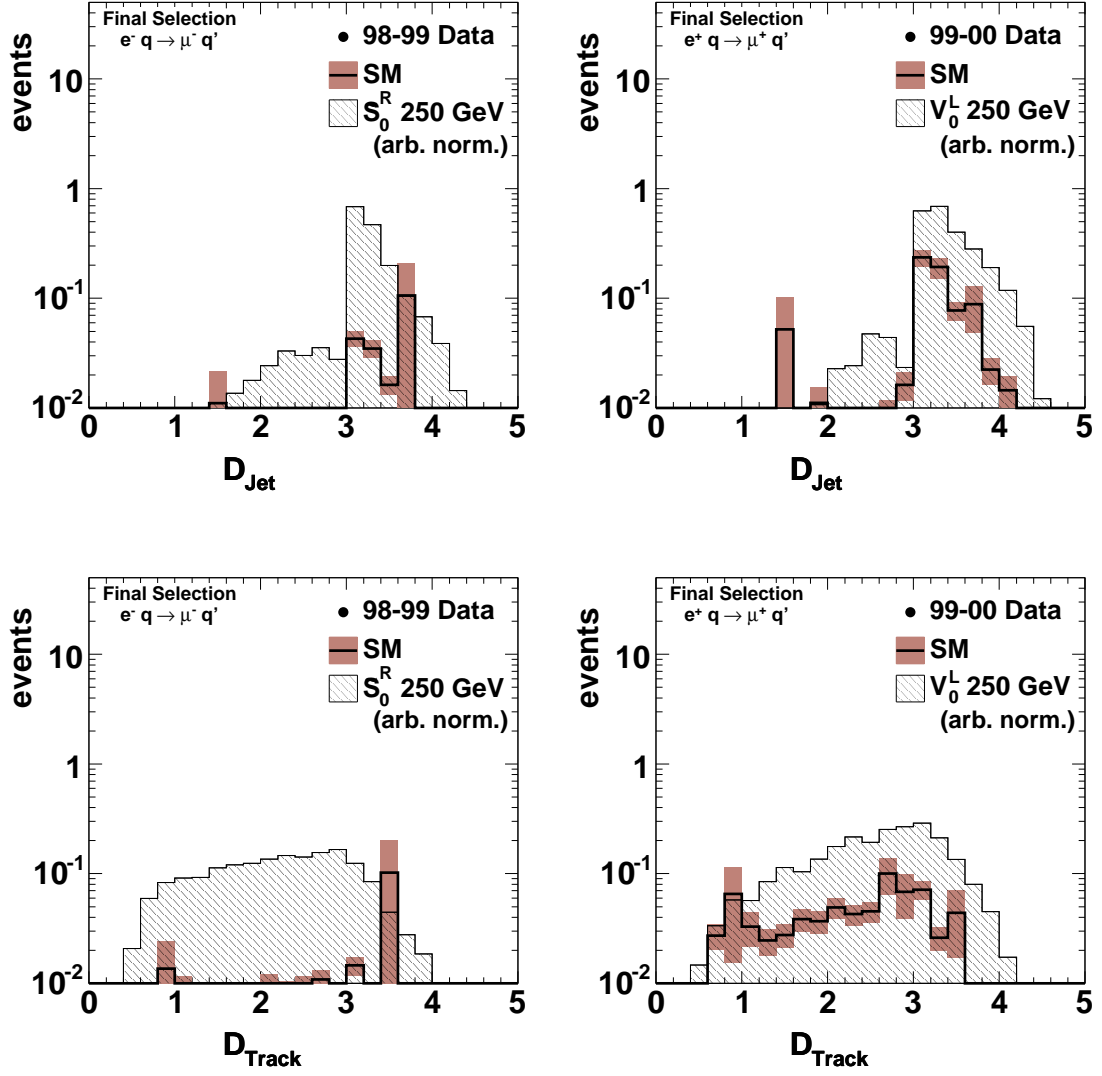 Final Selection
e⁻ q → μ⁻ q'
98-99 Data
SM
S₀ᴿ 250 GeV
(arb. norm.)
events
10
1
10⁻¹
10⁻²
0 1 2 3 4 5
D_Jet
Final Selection
e⁺ q → μ⁺ q'
99-00 Data
SM
V₀ᴸ 250 GeV
(arb. norm.)
events
10
1
10⁻¹
10⁻²
0 1 2 3 4 5
D_Jet
Final Selection
e⁻ q → μ⁻ q'
98-99 Data
SM
S₀ᴿ 250 GeV
(arb. norm.)
events
10
1
10⁻¹
10⁻²
0 1 2 3 4 5
D_Track
Final Selection
e⁺ q → μ⁺ q'
99-00 Data
SM
V₀ᴸ 250 GeV
(arb. norm.)
events
10
1
10⁻¹
10⁻²
0 1 2 3 4 5
D_Track